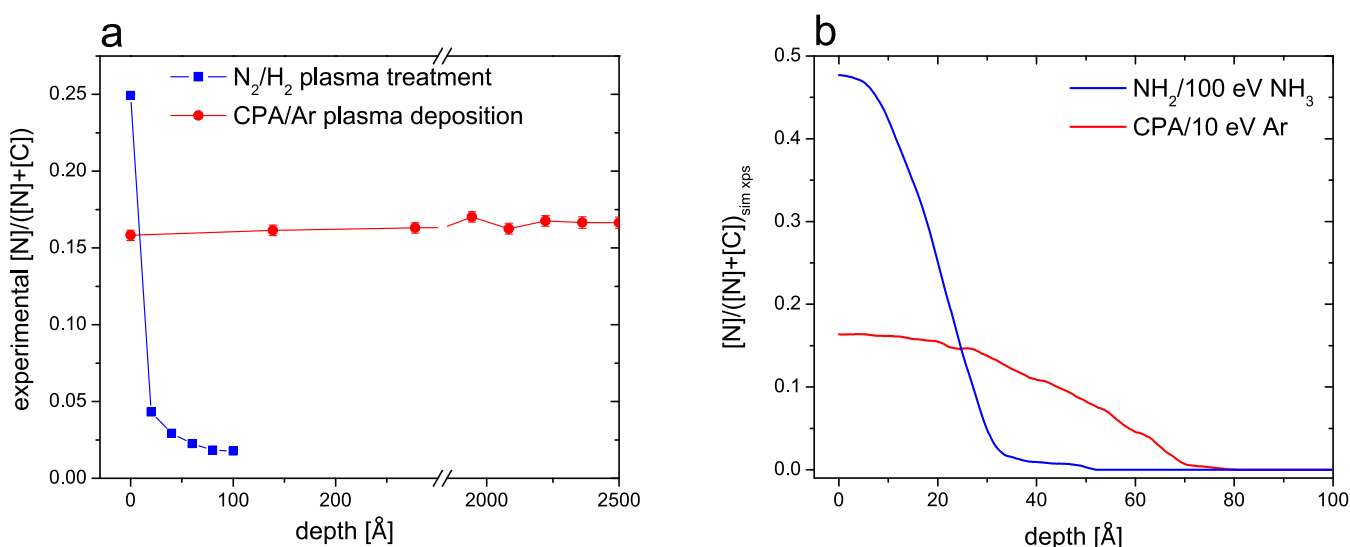 a
experimental [N]/([N]+[C])
0.25
0.20
0.15
0.10
0.05
0.00
N2/H2 plasma treatment
CPA/Ar plasma deposition
0
100
200
2000
2500
depth [Å]
b
[N]/([N]+[C])sim xps
0.5
0.4
0.3
0.2
0.1
0.0
NH2/100 eV NH3
CPA/10 eV Ar
0
20
40
60
80
100
depth [Å]